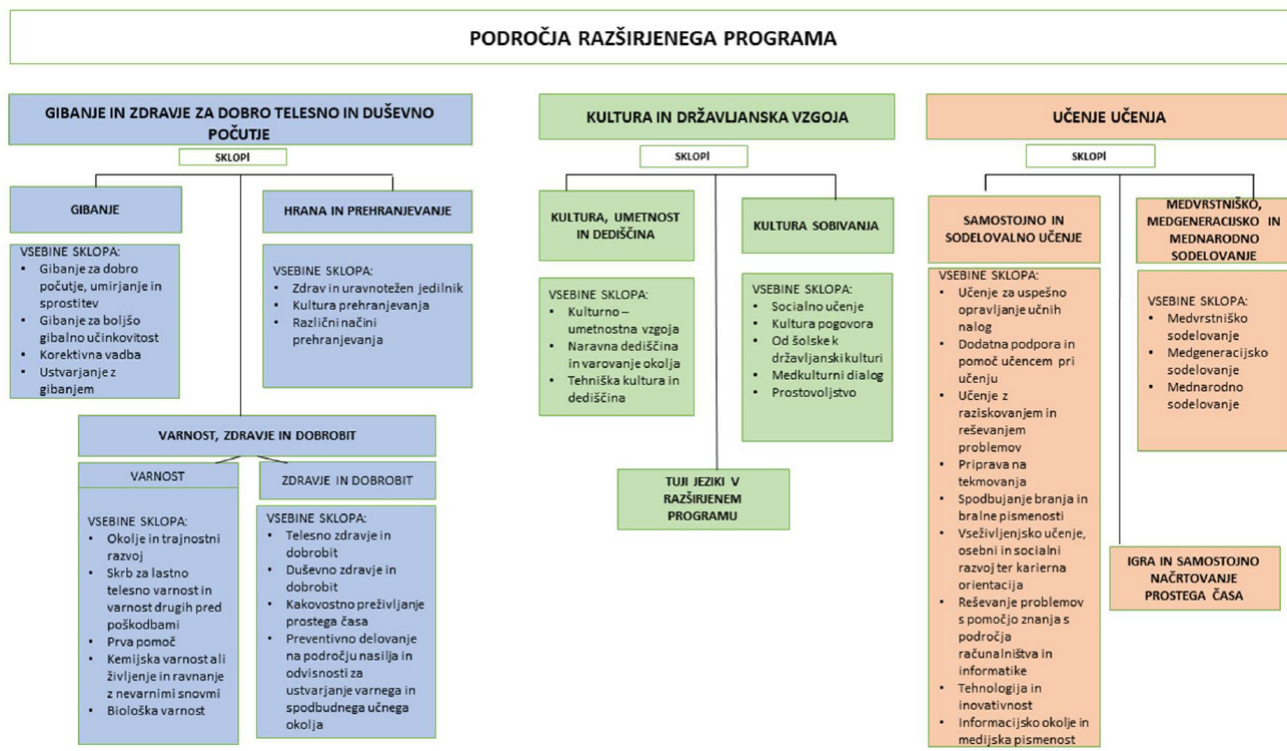 PODROČJA RAZŠIRJENEGA PROGRAMA
GIBANJE IN ZDRAVJE ZA DOBRO TELESNO IN DUŠEVNO
POČUTJE
SKLOPI
GIBANJE
VSEBINE SKLOPA:
• Gibanje za dobro
počutje, umirjanje in
sprostitev
• Gibanje za boljšo
gibalno učinkovitost
• Korektivna vadba
• Ustvarjanje z
gibanjem
HRANA IN PREHRANJEVANJE
VSEBINE SKLOPA:
• Zdrav in uravnotežen jedilnik
• Kultura prehranjevanja
• Različni načini
prehranjevanja
VARNOST, ZDRAVJE IN DOBROBIT
VARNOST
VSEBINE SKLOPA:
• Okolje in trajnostni
razvoj
• Skrb za lastno
telesno varnost in
varnost drugih pred
poškodbami
• Prva pomoč
• Kemijska varnost ali
življenje in ravnanje
z nevarnimi snovmi
• Biološka varnost
ZDRAVJE IN DOBROBIT
VSEBINE SKLOPA:
• Telesno zdravje in
dobrobit
• Duševno zdravje in
dobrobit
• Kakovostno preživljanje
prostega časa
• Preventivno delovanje
na področju nasilja in
odvisnosti za
ustvarjanje varnega in
spodbudnega učnega
okolja
KULTURA IN DRŽAVLJANSKA VZGOJA
SKLOPI
KULTURA, UMETNOST
IN DEDIŠČINA
VSEBINE SKLOPA:
• Kulturno –
umetnostna vzgoja
• Naravna dediščina
in varovanje okolja
• Tehniška kultura in
dediščina
KULTURA SOBIVANJA
VSEBINE SKLOPA:
• Socialno učenje
• Kultura pogovora
• Od šolske k
državljanski kulturi
• Medkulturni dialog
• Prostovoljstvo
TUJI JEZIKI V
RAZŠIRJENEM
PROGRAMU
UČENJE UČENJA
SKLOPI
SAMOSTOJNO IN
SODELOVALNO UČENJE
VSEBINE SKLOPA:
• Učenje za uspešno
opravljanje učnih
nalog
• Dodatna podpora in
pomoč učencem pri
učenju
• Učenje z
raziskovanjem in
reševanjem
problemov
• Priprava na
tekmovanja
• Spodbujanje branja in
bralne pismenosti
• Vseživljenjsko učenje,
osebni in socialni
razvoj ter karierna
orientacija
• Reševanje problemov
s pomočjo znanja s
področja
računalništva in
informatike
• Tehnologija in
inovativnost
• Informacijsko okolje in
medijska pismenost
MEDVRSTNIŠKO,
MEDGENERACIJSKO IN
MEDNARODNO
SODELOVANJE
VSEBINE SKLOPA:
• Medvrstniško
sodelovanje
• Medgeneracijsko
sodelovanje
• Mednarodno
sodelovanje
IGRA IN SAMOSTOJNO
NAČRTOVANJE
PROSTEGA ČASA